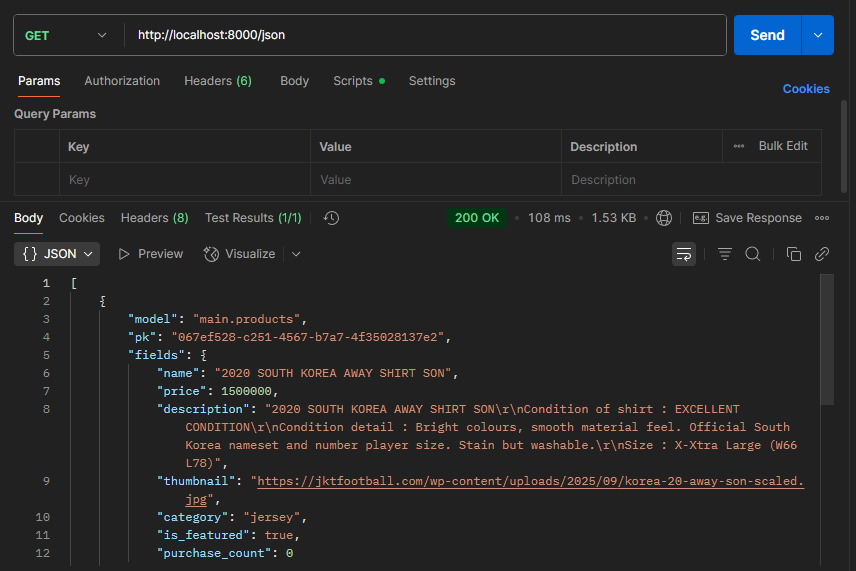 GET http://localhost:8000/json Send
Params Authorization Headers (6) Body Scripts Settings Cookies
Query Params
Key Value Description Bulk Edit
Key Value Description
Body Cookies Headers (8) Test Results (1/1) 200 OK 108 ms 1.53 KB e.g. Save Response
{} JSON Preview Visualize
1 [
2 {
3 "model": "main.products",
4 "pk": "067ef528-c251-4567-b7a7-4f35028137e2",
5 "fields": {
6 "name": "2020 SOUTH KOREA AWAY SHIRT SON",
7 "price": 1500000,
8 "description": "2020 SOUTH KOREA AWAY SHIRT SON\r\nCondition of shirt : EXCELLENT
CONDITION\r\nCondition detail : Bright colours, smooth material feel. Official South
Korea nameset and number player size. Stain but washable.\r\nSize : X-Xtra Large (W66
L78)",
9 "thumbnail": "https://jktfootball.com/wp-content/uploads/2025/09/korea-20-away-son-scaled.
jpg",
10 "category": "jersey",
11 "is_featured": true,
12 "purchase_count": 0